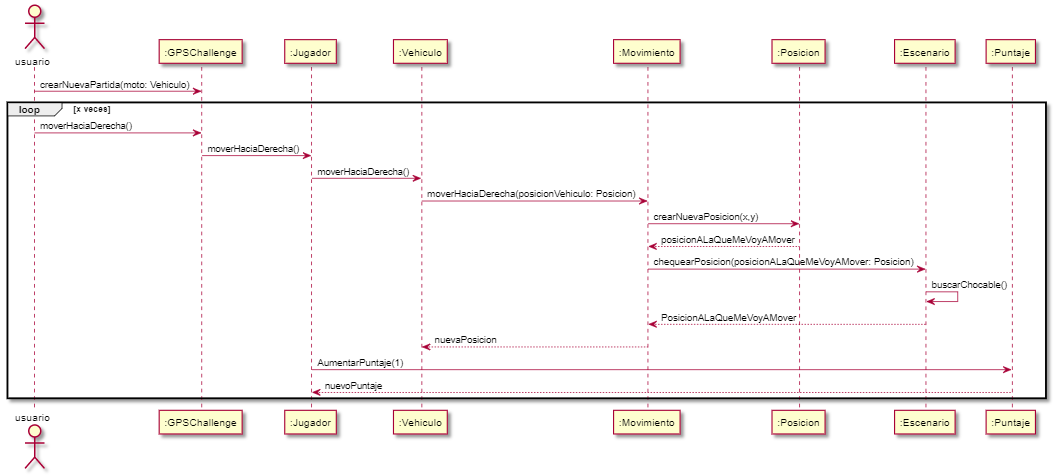 usuario
:GPSChallenge
:Jugador
:Vehiculo
:Movimiento
:Posicion
:Escenario
:Puntaje
crearNuevaPartida(moto: Vehiculo)
loop [x veces]
moverHaciaDerecha()
moverHaciaDerecha()
moverHaciaDerecha()
moverHaciaDerecha(posicionVehiculo: Posicion)
crearNuevaPosicion(x,y)
posicionALaQueMeVoyAMover
chequearPosicion(posicionALaQueMeVoyAMover: Posicion)
buscarChocable()
PosicionALaQueMeVoyAMover
nuevaPosicion
AumentarPuntaje(1)
nuevoPuntaje
usuario
:GPSChallenge
:Jugador
:Vehiculo
:Movimiento
:Posicion
:Escenario
:Puntaje